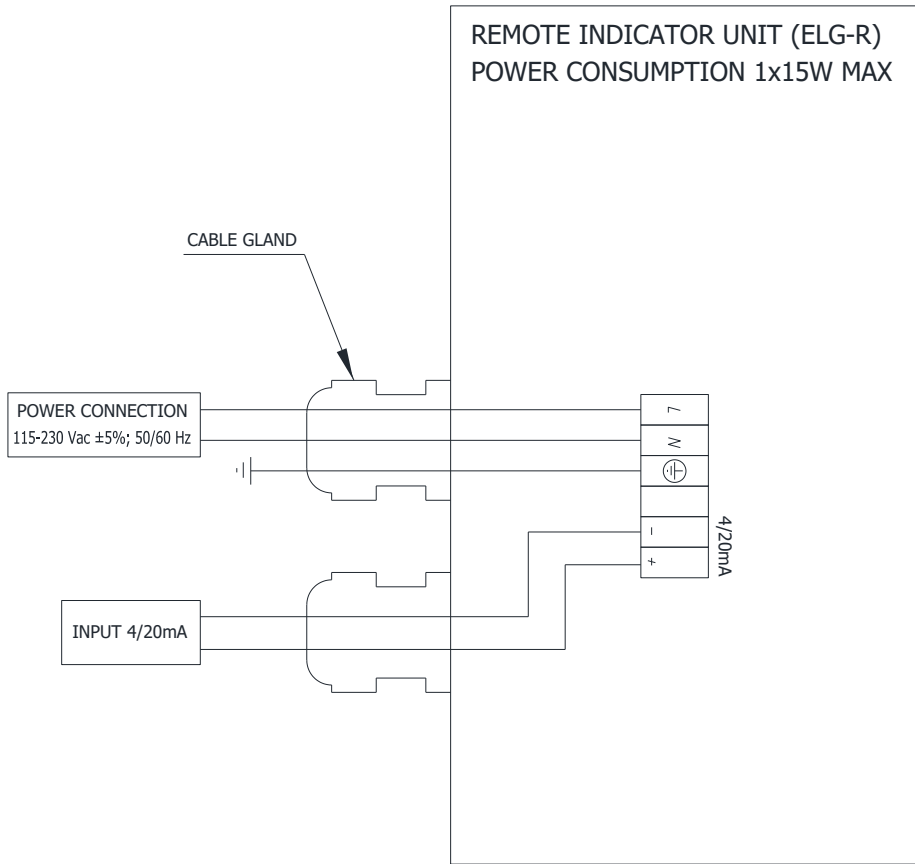 REMOTE INDICATOR UNIT (ELG-R)
POWER CONSUMPTION 1x15W MAX
CABLE GLAND
POWER CONNECTION
115-230 Vac ±5%; 50/60 Hz
L
N
-
+
4/20mA
INPUT 4/20mA